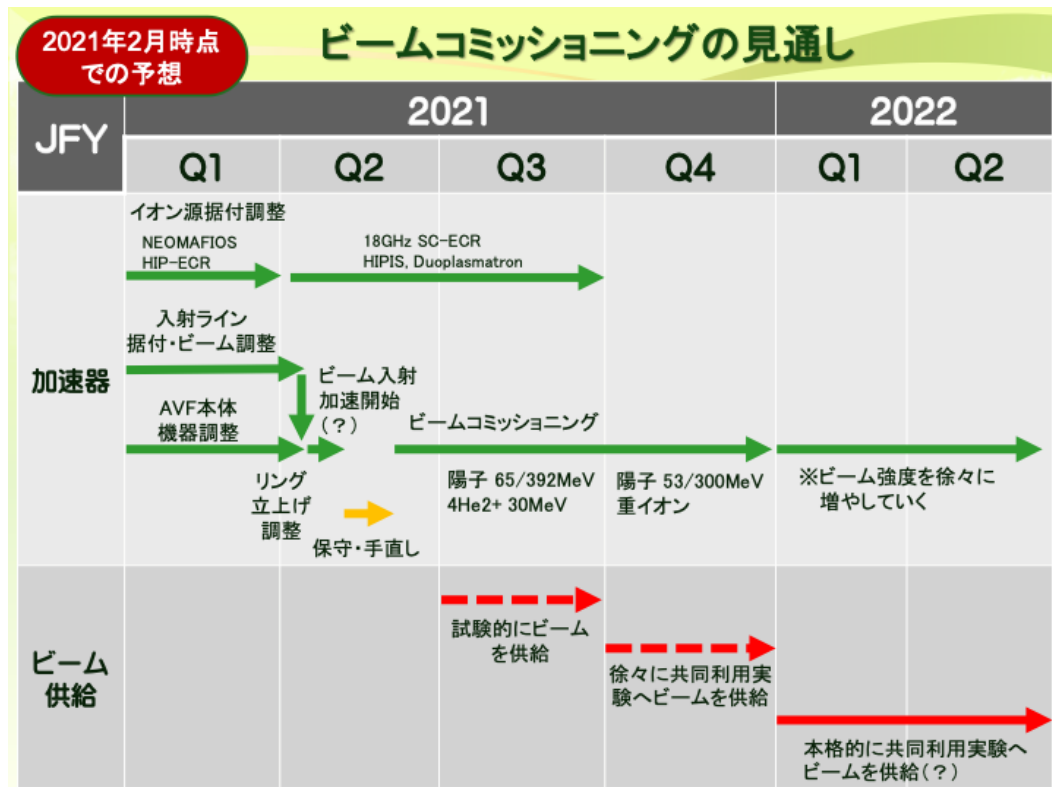 2021年2月時点
での予想
ビームコミッショニングの見通し
JFY
2021
2022
Q1
Q2
Q3
Q4
Q1
Q2
加速器
イオン源据付調整
NEOMAFIOS
HIP-ECR
18GHz SC-ECR
HIPIS, Duoplasmatron
入射ライン
据付・ビーム調整
AVF本体
機器調整
ビーム入射
加速開始
(?)
リング
立上げ
調整
保守・手直し
ビームコミッショニング
陽子 65/392MeV
4He2+ 30MeV
陽子 53/300MeV
重イオン
※ビーム強度を徐々に
増やしていく
ビーム
供給
試験的にビーム
を供給
徐々に共同利用実
験へビームを供給
本格的に共同利用実験へ
ビームを供給(?)